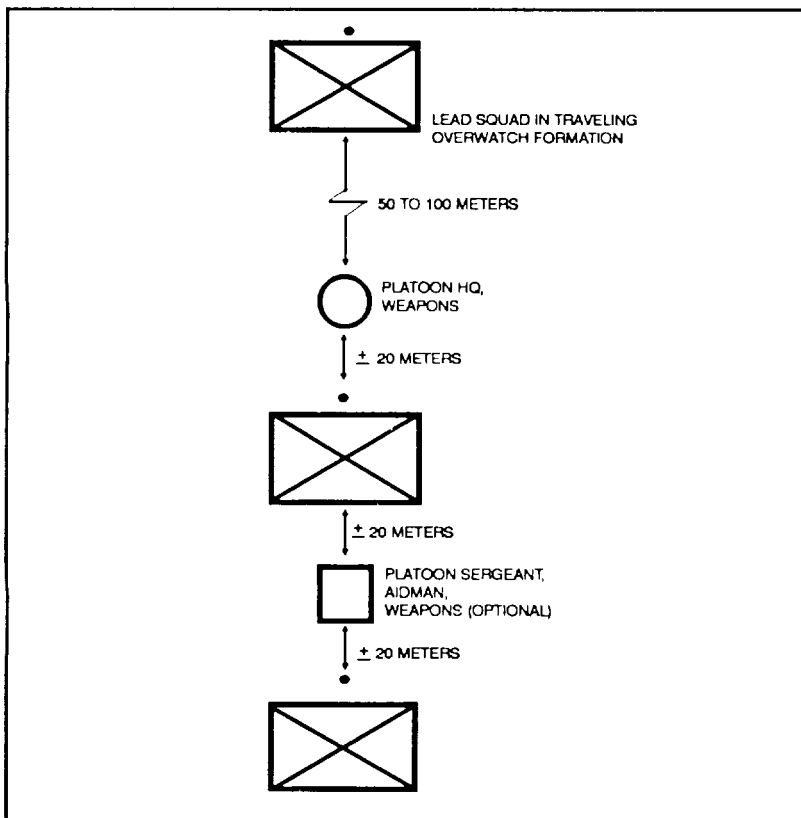 LEAD SQUAD IN TRAVELING
OVERWATCH FORMATION
50 TO 100 METERS
PLATOON HQ,
WEAPONS
± 20 METERS
± 20 METERS
PLATOON SERGEANT,
AIDMAN,
WEAPONS (OPTIONAL)
± 20 METERS